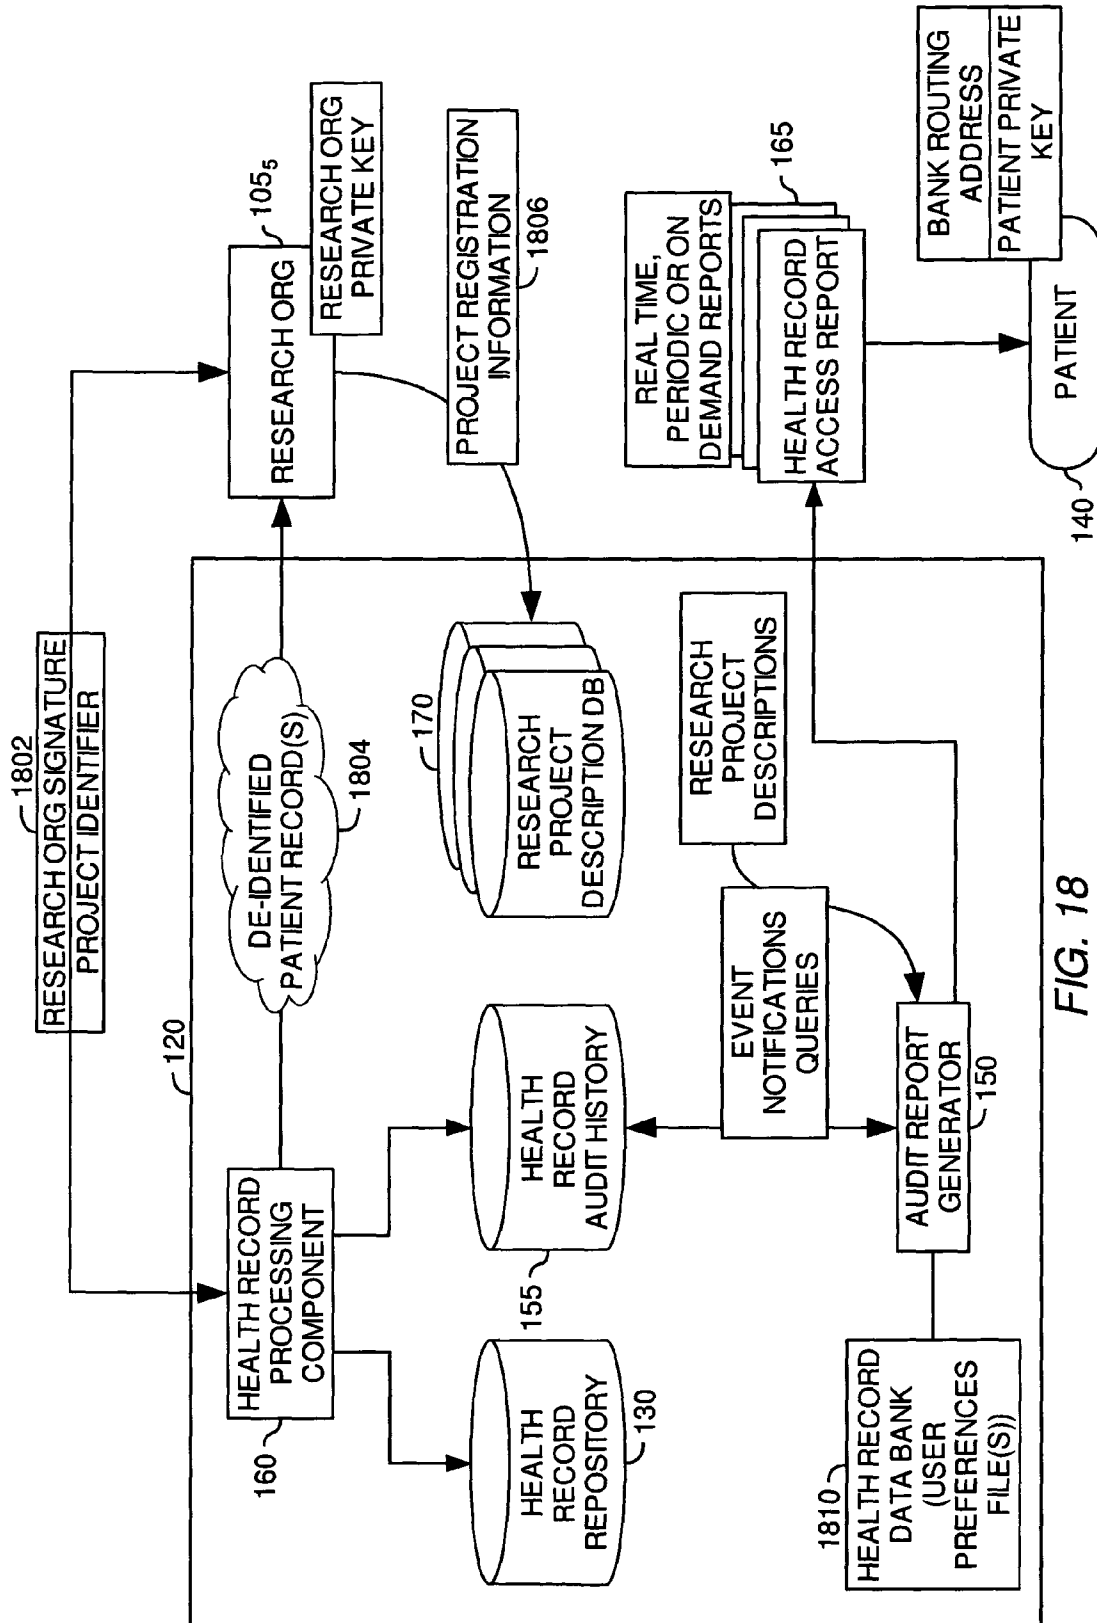 1802
RESEARCH ORG SIGNATURE
PROJECT IDENTIFIER
120
HEALTH RECORD
PROCESSING
COMPONENT
160
DE-IDENTIFIED
PATIENT RECORD(S)
1804
105₅
RESEARCH ORG
RESEARCH ORG
PRIVATE KEY
HEALTH
RECORD
REPOSITORY
130
HEALTH
RECORD
AUDIT HISTORY
155
170
RESEARCH
PROJECT
DESCRIPTION DB
PROJECT REGISTRATION
INFORMATION
1806
EVENT
NOTIFICATIONS
QUERIES
RESEARCH
PROJECT
DESCRIPTIONS
REAL TIME,
PERIODIC OR ON
DEMAND REPORTS
165
HEALTH RECORD
ACCESS REPORT
1810
HEALTH RECORD
DATA BANK
(USER
PREFERENCES
FILE(S))
AUDIT REPORT
GENERATOR
150
BANK ROUTING
ADDRESS
PATIENT PRIVATE
KEY
PATIENT
140
FIG. 18